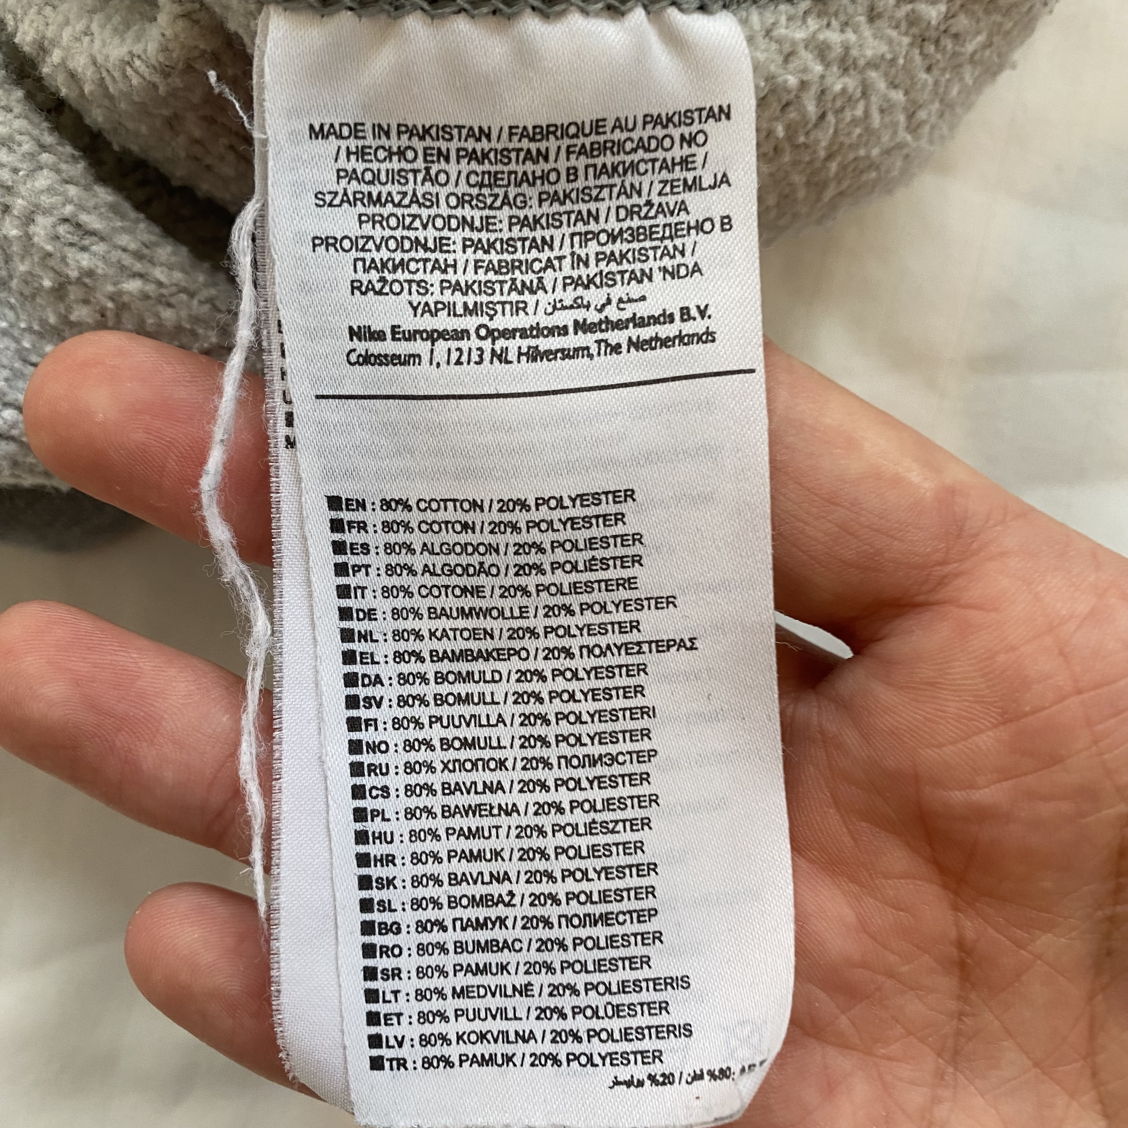 MADE IN PAKISTAN / FABRIQUE AU PAKISTAN
/ HECHO EN PAKISTAN / FABRICADO NO
PAQUISTÃO / СДЕЛАНО В ПАКИСТАНЕ /
SZÁRMAZÁSI ORSZÁG: PAKISZTÁN / ZEMLJA
PROIZVODNJE: PAKISTAN / DRŽAVA
PROIZVODNJE: PAKISTAN / ПРОИЗВЕДЕНО В
ПАКИСТАН / FABRICAT ÎN PAKISTAN /
RAŽOTS: PAKISTĀNĀ / PAKİSTAN 'NDA
YAPILMIŞTIR / صنع في باكستان
Nike European Operations Netherlands B.V.
Colosseum 1, 1213 NL Hilversum, The Netherlands
EN : 80% COTTON / 20% POLYESTER
FR : 80% COTON / 20% POLYESTER
ES : 80% ALGODON / 20% POLIESTER
PT : 80% ALGODÃO / 20% POLIÉSTER
IT : 80% COTONE / 20% POLIESTERE
DE : 80% BAUMWOLLE / 20% POLYESTER
NL : 80% KATOEN / 20% POLYESTER
EL : 80% ΒΑΜΒΑΚΕΡΟ / 20% ΠΟΛΥΕΣΤΕΡΑΣ
DA : 80% BOMULD / 20% POLYESTER
SV : 80% BOMULL / 20% POLYESTER
FI : 80% PUUVILLA / 20% POLYESTERI
NO : 80% BOMULL / 20% POLYESTER
RU : 80% ХЛОПОК / 20% ПОЛИЭСТЕР
CS : 80% BAVLNA / 20% POLYESTER
PL : 80% BAWEŁNA / 20% POLIESTER
HU : 80% PAMUT / 20% POLIÉSZTER
HR : 80% PAMUK / 20% POLIESTER
SK : 80% BAVLNA / 20% POLYESTER
SL : 80% BOMBAŽ / 20% POLIESTER
BG : 80% ПАМУК / 20% ПОЛИЕСТЕР
RO : 80% BUMBAC / 20% POLIESTER
SR : 80% PAMUK / 20% POLIESTER
LT : 80% MEDVILNĖ / 20% POLIESTERIS
ET : 80% PUUVILL / 20% POLÜESTER
LV : 80% KOKVILNA / 20% POLIESTERIS
TR : 80% PAMUK / 20% POLYESTER
%80 قطن / %20 بوليستر